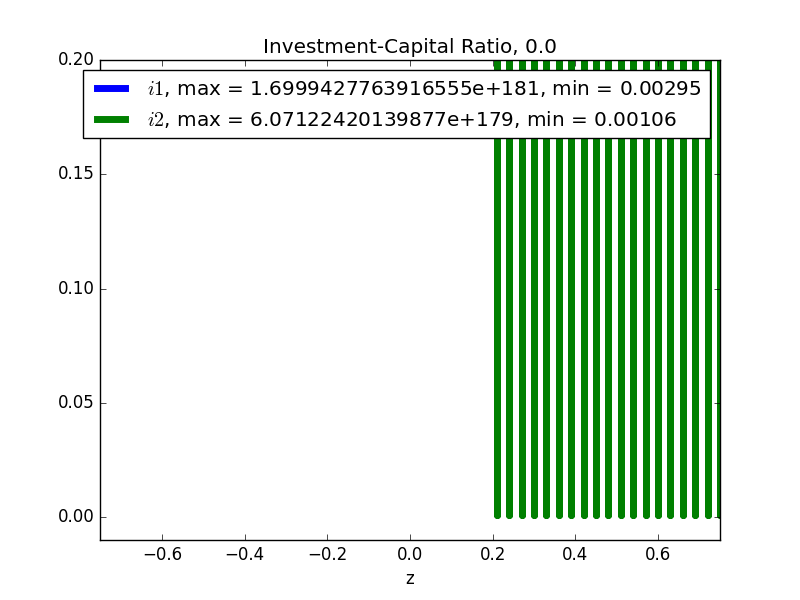 Investment-Capital Ratio, 0.0
0.20
i1, max = 1.6999427763916555e+181, min = 0.00295
i2, max = 6.07122420139877e+179, min = 0.00106
0.15
0.10
0.05
0.00
−0.6 −0.4 −0.2 0.0 0.2 0.4 0.6
z